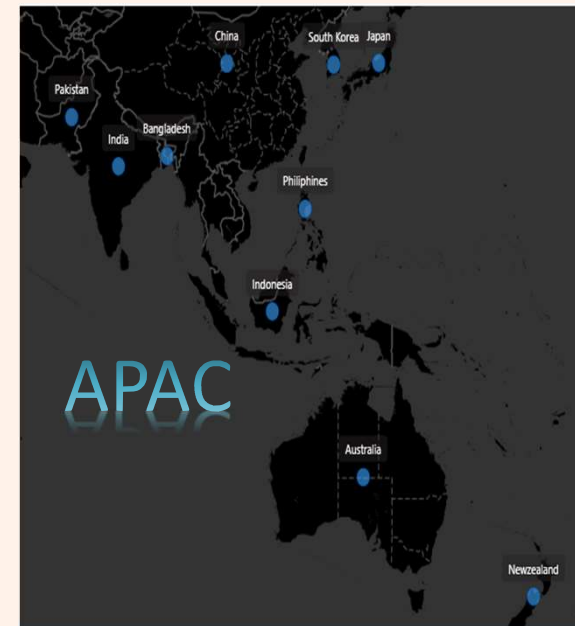 China
South Korea
Japan
Pakistan
India
Bangladesh
Philiphines
Indonesia
APAC
Australia
Newzealand